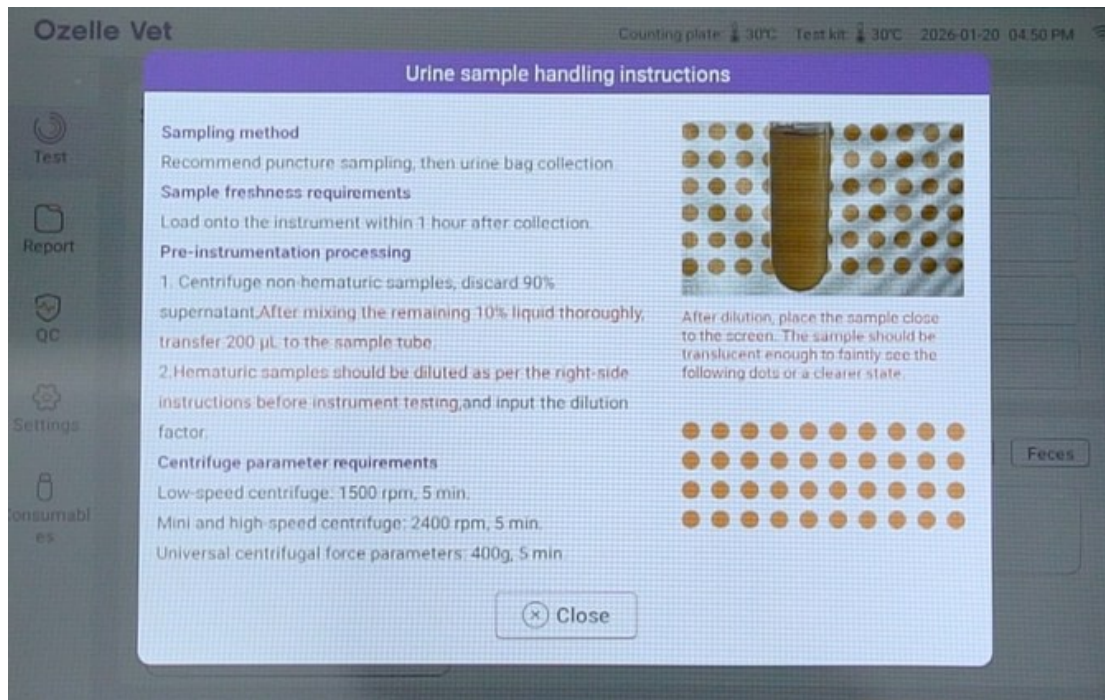 Ozelle Vet
Counting plate: 30℃ Test kit: 30℃ 2026-01-20 04:50 PM
Urine sample handling instructions
Test
Report
QC
Settings
Consumabl
es
Sampling method
Recommend puncture sampling, then urine bag collection
Sample freshness requirements
Load onto the instrument within 1 hour after collection.
Pre-instrumentation processing
1. Centrifuge non-hematuric samples, discard 90%
supernatant,After mixing the remaining 10% liquid thoroughly,
transfer 200 μL to the sample tube.
2.Hematuric samples should be diluted as per the right-side
instructions before instrument testing,and input the dilution
factor.
Centrifuge parameter requirements
Low-speed centrifuge: 1500 rpm, 5 min.
Mini and high-speed centrifuge: 2400 rpm, 5 min.
Universal centrifugal force parameters: 400g, 5 min
After dilution, place the sample close
to the screen. The sample should be
translucent enough to faintly see the
following dots or a clearer state.
Feces
Close